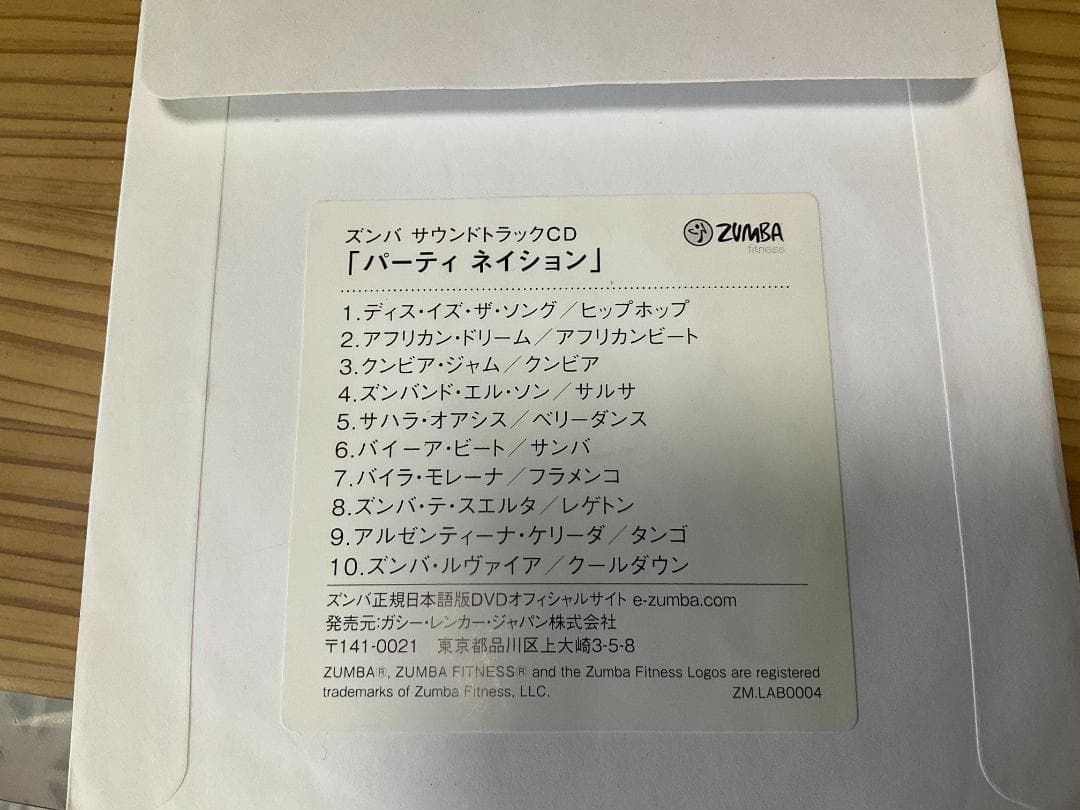 ズンバ サウンドトラックCD
「パーティ ネイション」
ZUMBA
fitness
1.ディス・イズ・ザ・ソング／ヒップホップ
2.アフリカン・ドリーム／アフリカンビート
3.クンビア・ジャム／クンビア
4.ズンバンド・エル・ソン／サルサ
5.サハラ・オアシス／ベリーダンス
6.バイーア・ビート／サンバ
7.バイラ・モレーナ／フラメンコ
8.ズンバ・テ・スエルタ／レゲトン
9.アルゼンティーナ・ケリーダ／タンゴ
10.ズンバ・ルヴァイア／クールダウン
ズンバ正規日本語版DVDオフィシャルサイト e-zumba.com
発売元:ガシー・レンカー・ジャパン株式会社
〒141-0021 東京都品川区上大崎3-5-8
ZUMBA®, ZUMBA FITNESS® and the Zumba Fitness Logos are registered
trademarks of Zumba Fitness, LLC.
ZM.LAB0004